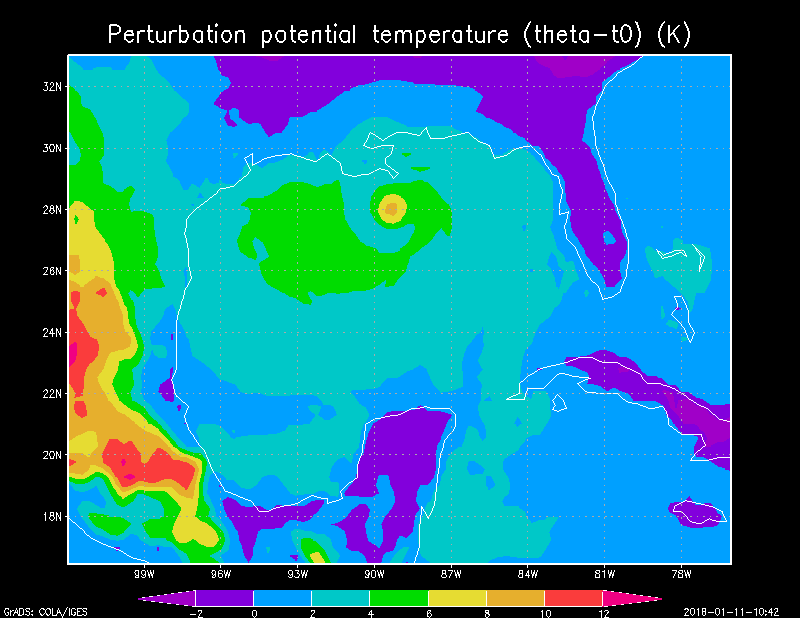 Perturbation potential temperature (theta-t0) (K)
32N
30N
28N
26N
24N
22N
20N
18N
99W 96W 93W 90W 87W 84W 81W 78W
-2 0 2 4 6 8 10 12
GrADS: COLA/IGES 2018-01-11-10:42